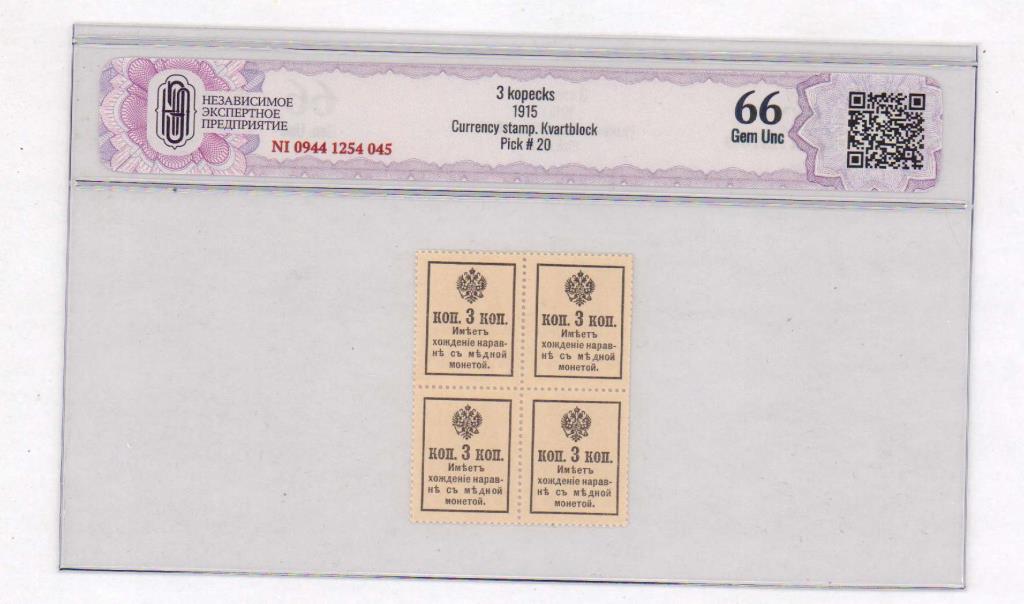 НЕЗАВИСИМОЕ
ЭКСПЕРТНОЕ
ПРЕДПРИЯТИЕ
NI 0944 1254 045
3 kopecks
1915
Currency stamp. Kvartblock
Pick # 20
66
Gem Unc
КОП. 3 КОП.
Имѣетъ
хожденіе нарав-
нѣ съ мѣдной
монетой.
КОП. 3 КОП.
Имѣетъ
хожденіе нарав-
нѣ съ мѣдной
монетой.
КОП. 3 КОП.
Имѣетъ
хожденіе нарав-
нѣ съ мѣдной
монетой.
КОП. 3 КОП.
Имѣетъ
хожденіе нарав-
нѣ съ мѣдной
монетой.